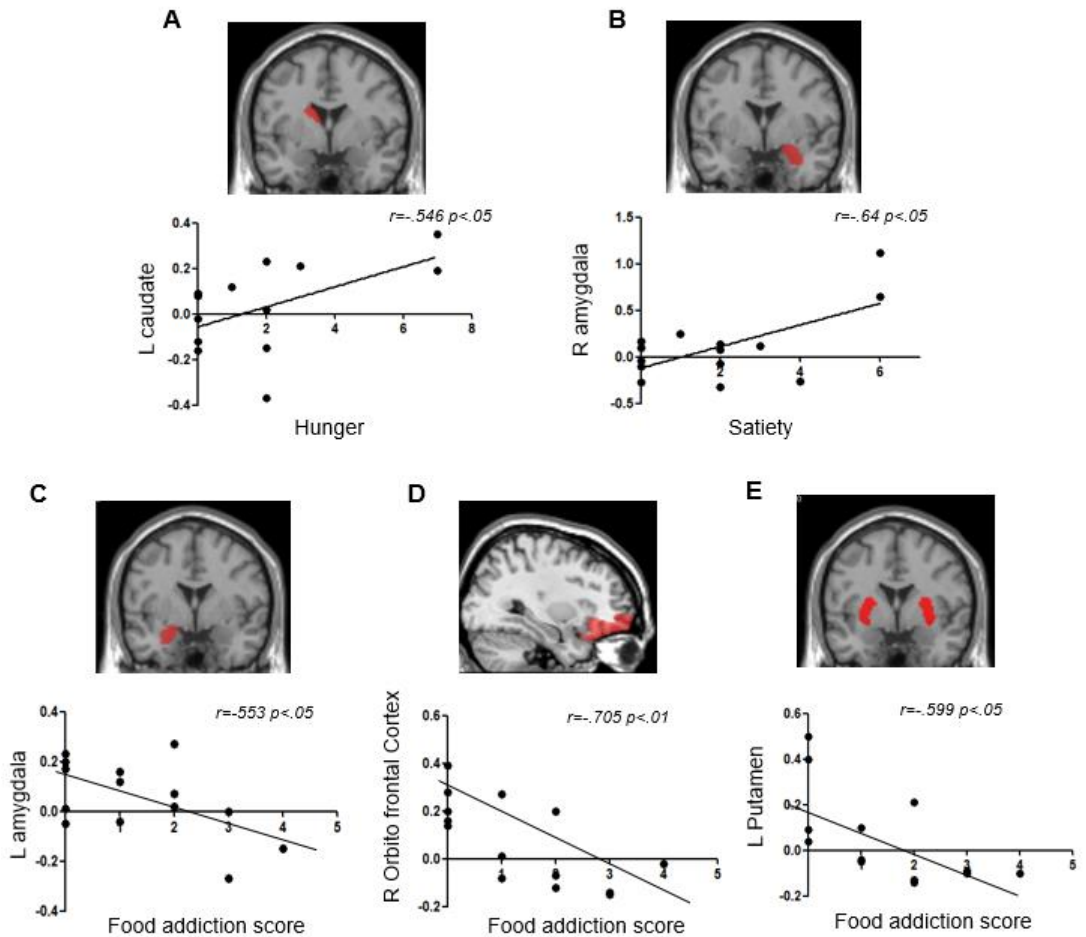 A
B
r=-.546 p<.05
r=-.64 p<.05
L caudate
0.4
0.2
0.0
-0.2
-0.4
2
4
6
8
Hunger
R amygdala
1.5
1.0
0.5
0.0
-0.5
2
4
6
Satiety
C
D
E
r=-553 p<.05
r=-.705 p<.01
r=-.599 p<.05
L amygdala
0.4
0.2
0.0
-0.2
-0.4
1
2
3
4
5
Food addiction score
R Orbito frontal Cortex
0.6
0.4
0.2
0.0
-0.2
1
2
3
4
5
Food addiction score
L Putamen
0.6
0.4
0.2
0.0
-0.2
1
2
3
4
5
Food addiction score